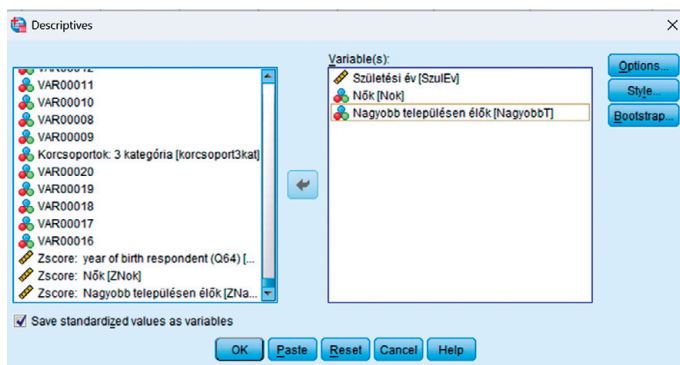 Descriptives
VAR00012
VAR00011
VAR00010
VAR00008
VAR00009
Korcsoportok: 3 kategória [korcsoport3kat]
VAR00020
VAR00019
VAR00018
VAR00017
VAR00016
Zscore: year of birth respondent (Q64) [...
Zscore: Nők [ZNok]
Zscore: Nagyobb településen élők [ZNa...
Variable(s):
Születési év [SzulEv]
Nők [Nok]
Nagyobb településen élők [NagyobbT]
Options...
Style...
Bootstrap...
Save standardized values as variables
OK Paste Reset Cancel Help